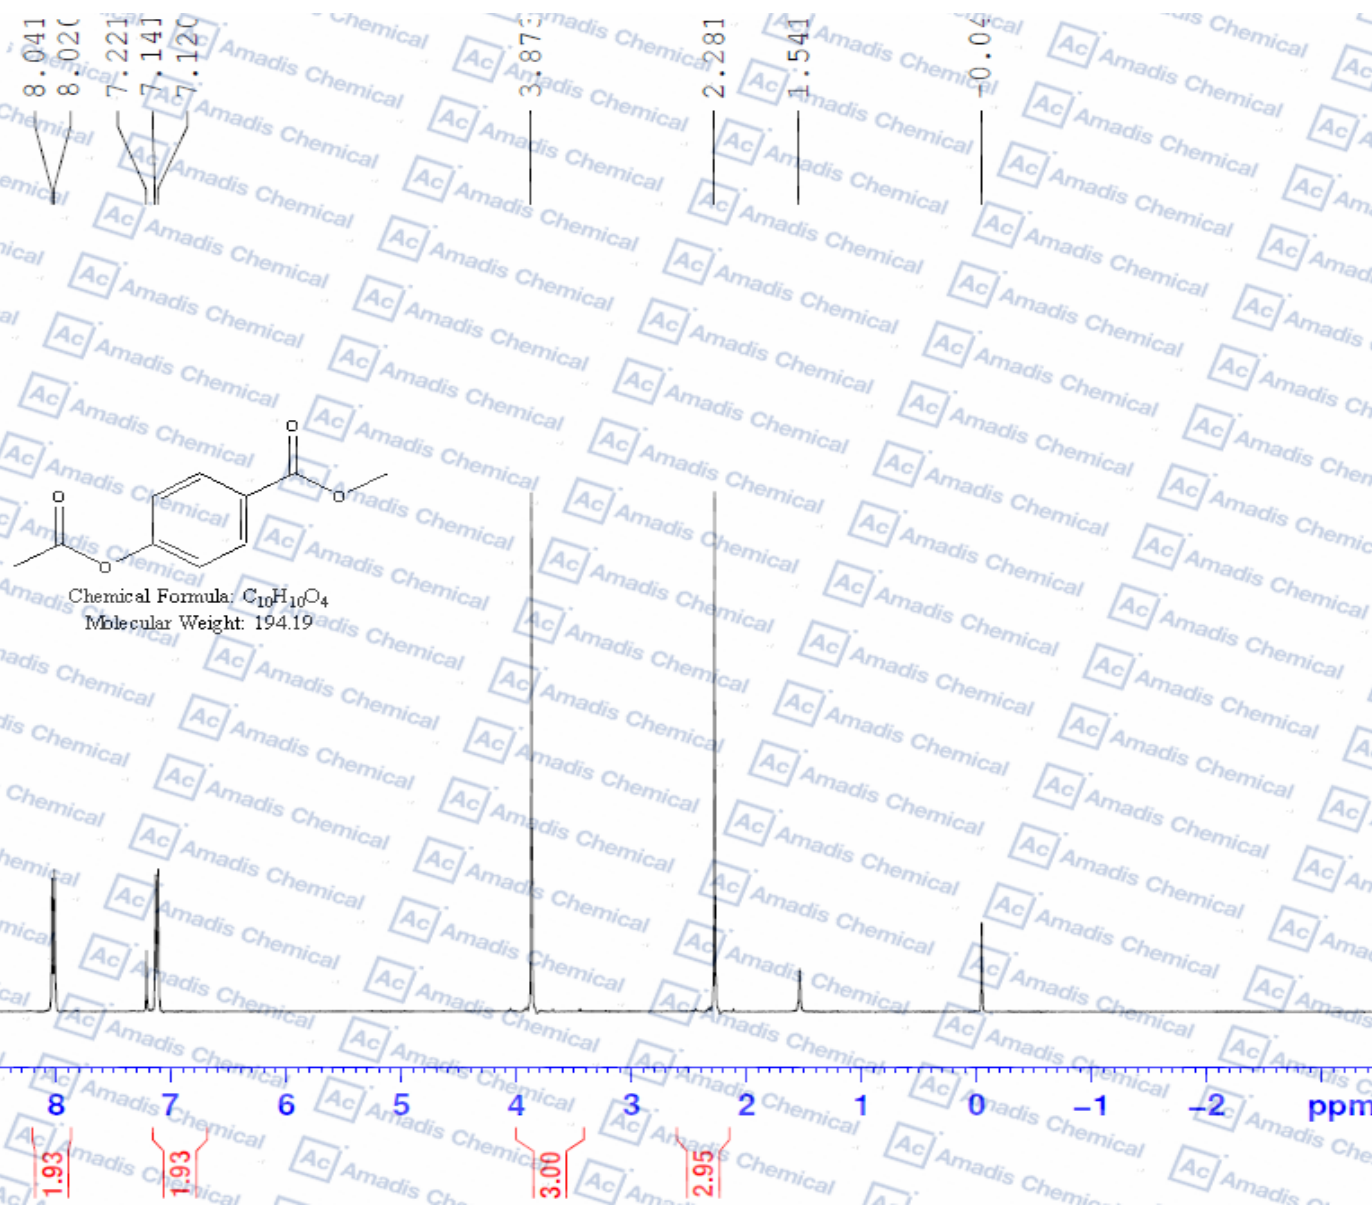 8.041
8.020
7.221
7.141
7.120
3.873
2.281
1.541
-0.04
O
O
O
O
Chemical Formula: C₁₀H₁₀O₄
Molecular Weight: 194.19
8 7 6 5 4 3 2 1 0 −1 −2 ppm
1.93 1.93 3.00 2.95
Ac Amadis Chemical